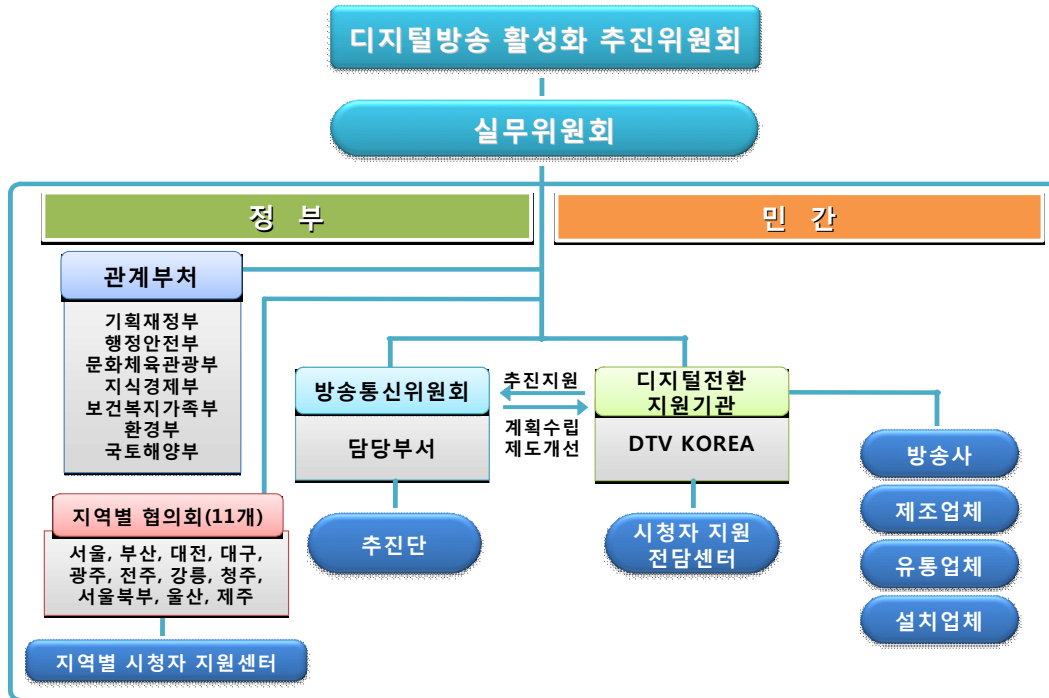 디지털방송 활성화 추진위원회
실무위원회
정 부
민 간
관계부처
기획재정부
행정안전부
문화체육관광부
지식경제부
보건복지가족부
환경부
국토해양부
방송통신위원회
담당부서
추진지원
계획수립
제도개선
디지털전환
지원기관
DTV KOREA
방송사
제조업체
유통업체
설치업체
지역별 협의회(11개)
서울, 부산, 대전, 대구,
광주, 전주, 강릉, 청주,
서울북부, 울산, 제주
추진단
시청자 지원
전담센터
지역별 시청자 지원센터